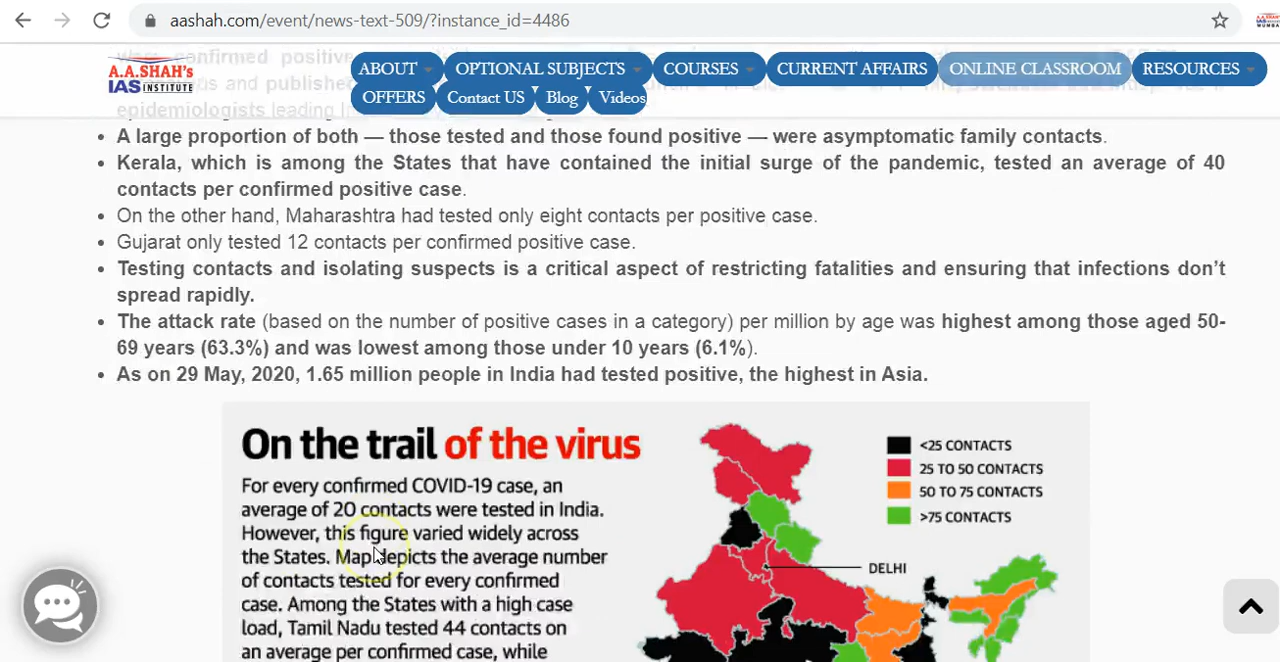 aashah.com/event/news-text-509/?instance_id=4486
A.A.SHAH'S
IAS INSTITUTE
ABOUT OPTIONAL SUBJECTS COURSES CURRENT AFFAIRS ONLINE CLASSROOM RESOURCES
OFFERS Contact US Blog Videos
were confirmed positive
and publishe
epidemiologists leading
• A large proportion of both — those tested and those found positive — were asymptomatic family contacts.
• Kerala, which is among the States that have contained the initial surge of the pandemic, tested an average of 40
contacts per confirmed positive case.
• On the other hand, Maharashtra had tested only eight contacts per positive case.
• Gujarat only tested 12 contacts per confirmed positive case.
• Testing contacts and isolating suspects is a critical aspect of restricting fatalities and ensuring that infections don't
spread rapidly.
• The attack rate (based on the number of positive cases in a category) per million by age was highest among those aged 50-
69 years (63.3%) and was lowest among those under 10 years (6.1%).
• As on 29 May, 2020, 1.65 million people in India had tested positive, the highest in Asia.
On the trail of the virus
For every confirmed COVID-19 case, an
average of 20 contacts were tested in India.
However, this figure varied widely across
the States. Map depicts the average number
of contacts tested for every confirmed
case. Among the States with a high case
load, Tamil Nadu tested 44 contacts on
an average per confirmed case, while
<25 CONTACTS
25 TO 50 CONTACTS
50 TO 75 CONTACTS
>75 CONTACTS
DELHI